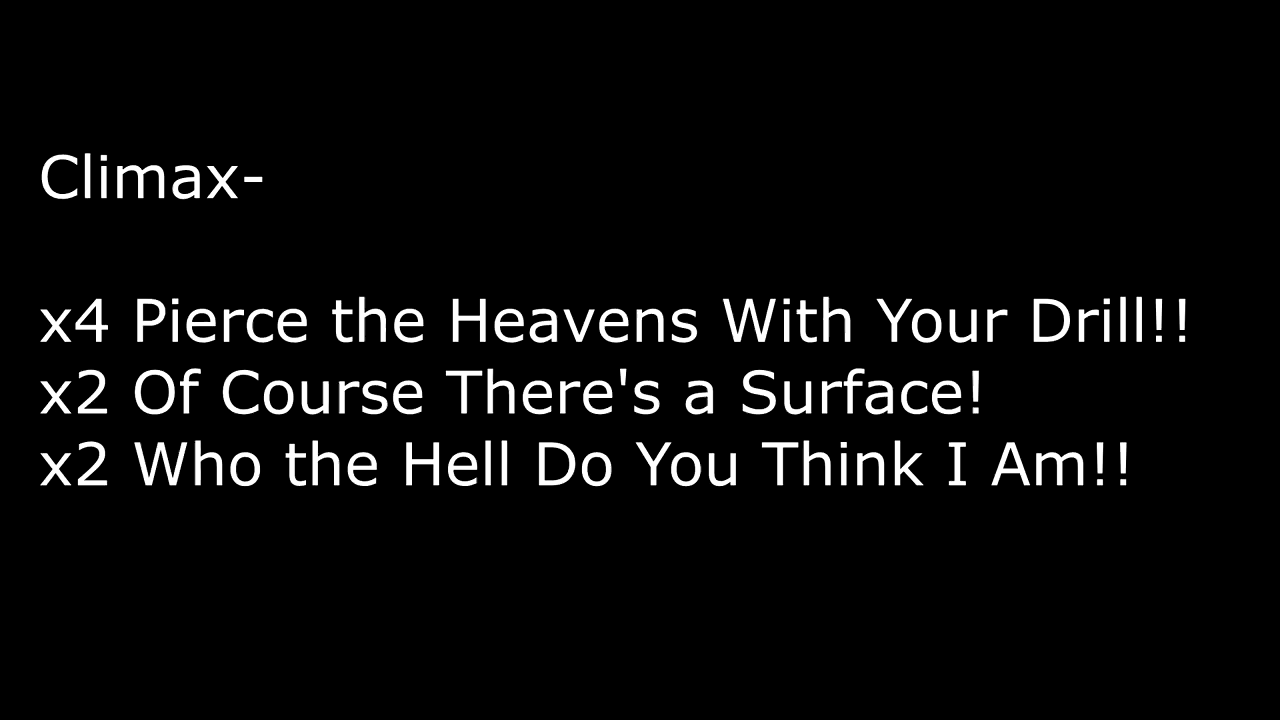 Climax-
x4 Pierce the Heavens With Your Drill!!
x2 Of Course There's a Surface!
x2 Who the Hell Do You Think I Am!!